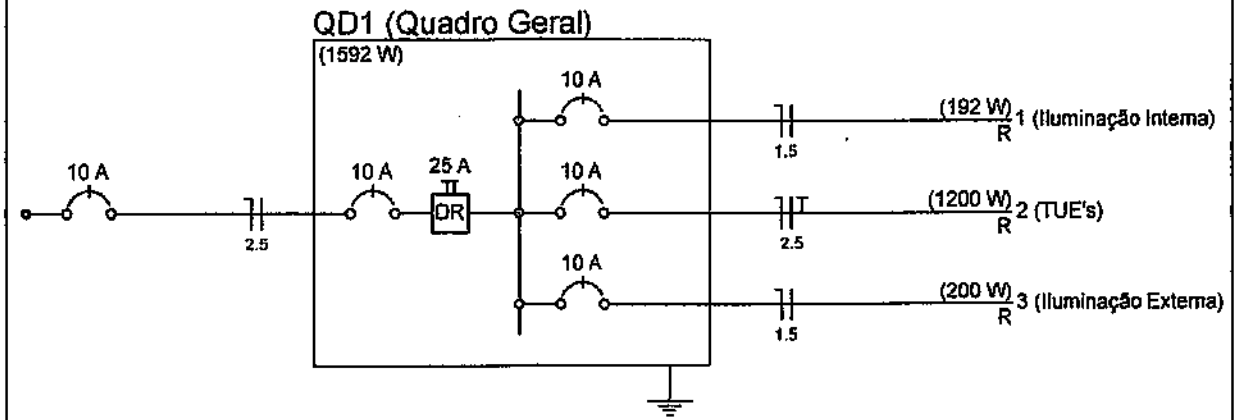 QD1 (Quadro Geral)
(1592 W)
10 A
2.5
10 A
25 A
DR
10 A
1.5
(192 W)
R
1 (Iluminação Interna)
10 A
T
2.5
(1200 W)
R
2 (TUE's)
10 A
1.5
(200 W)
R
3 (Iluminação Externa)